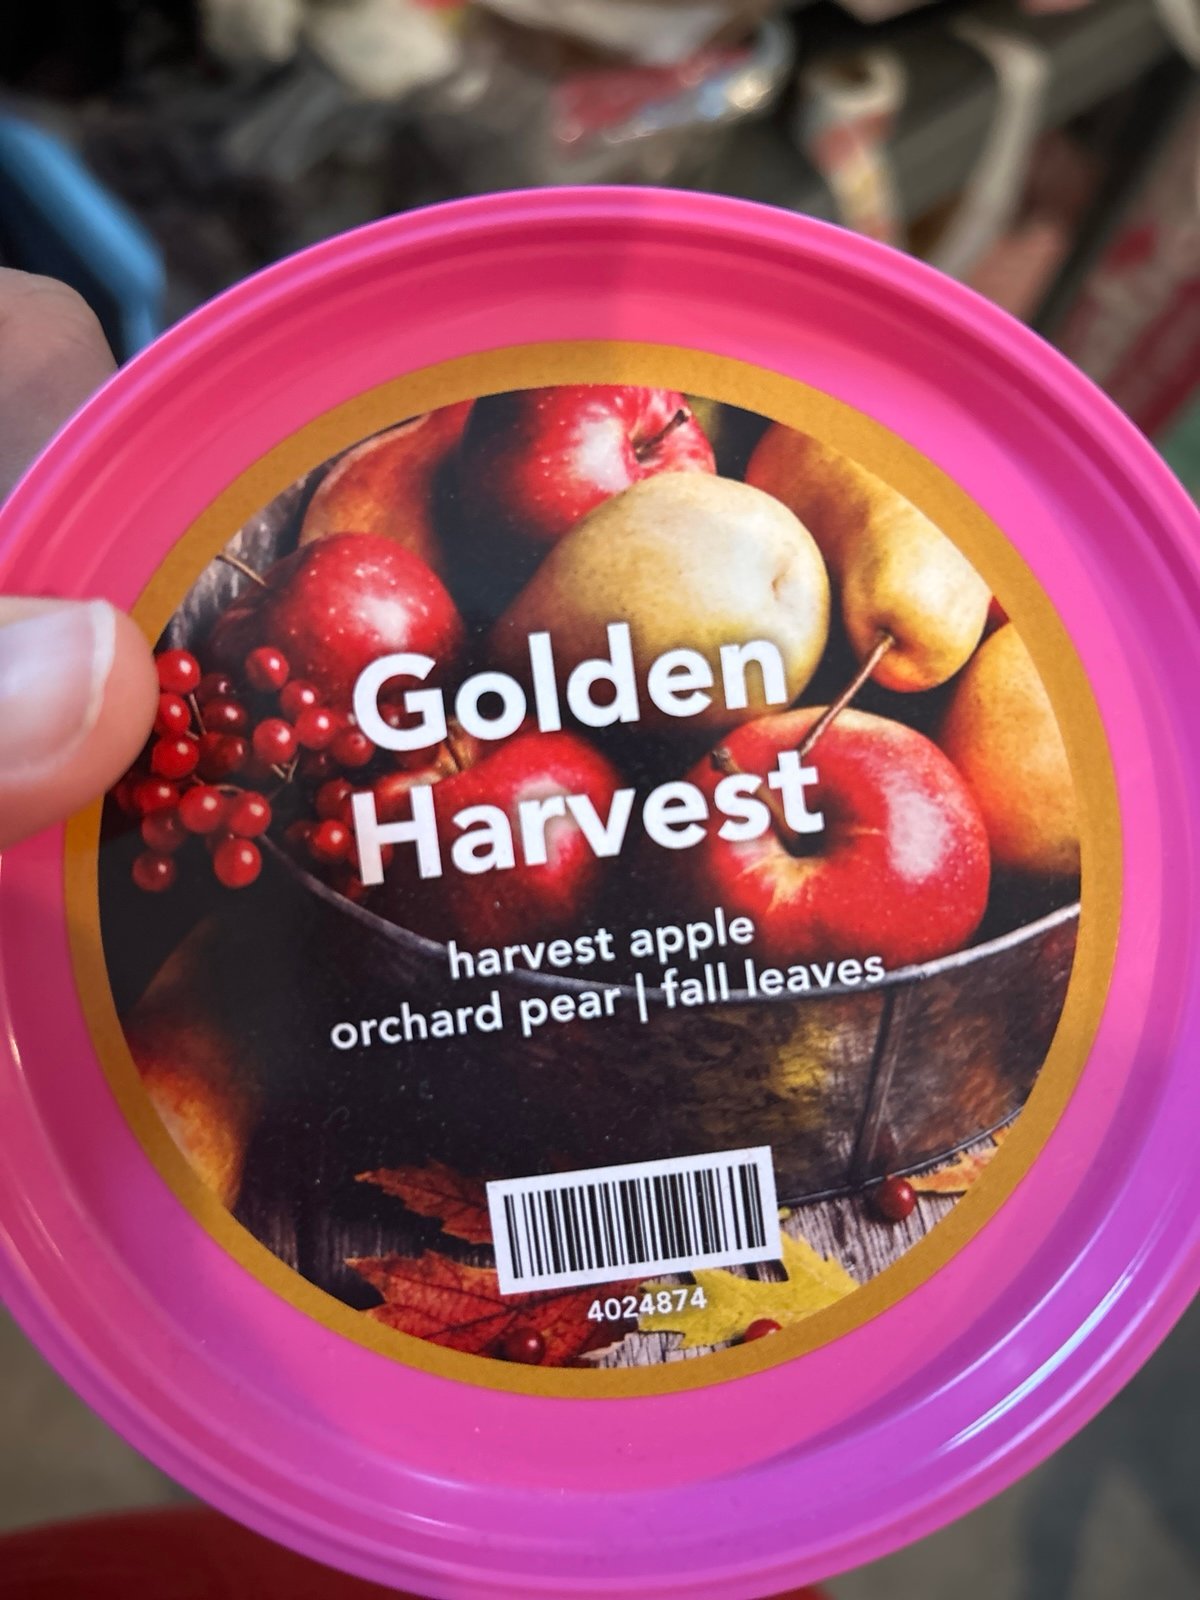 Golden
Harvest
harvest apple
orchard pear | fall leaves
4024874